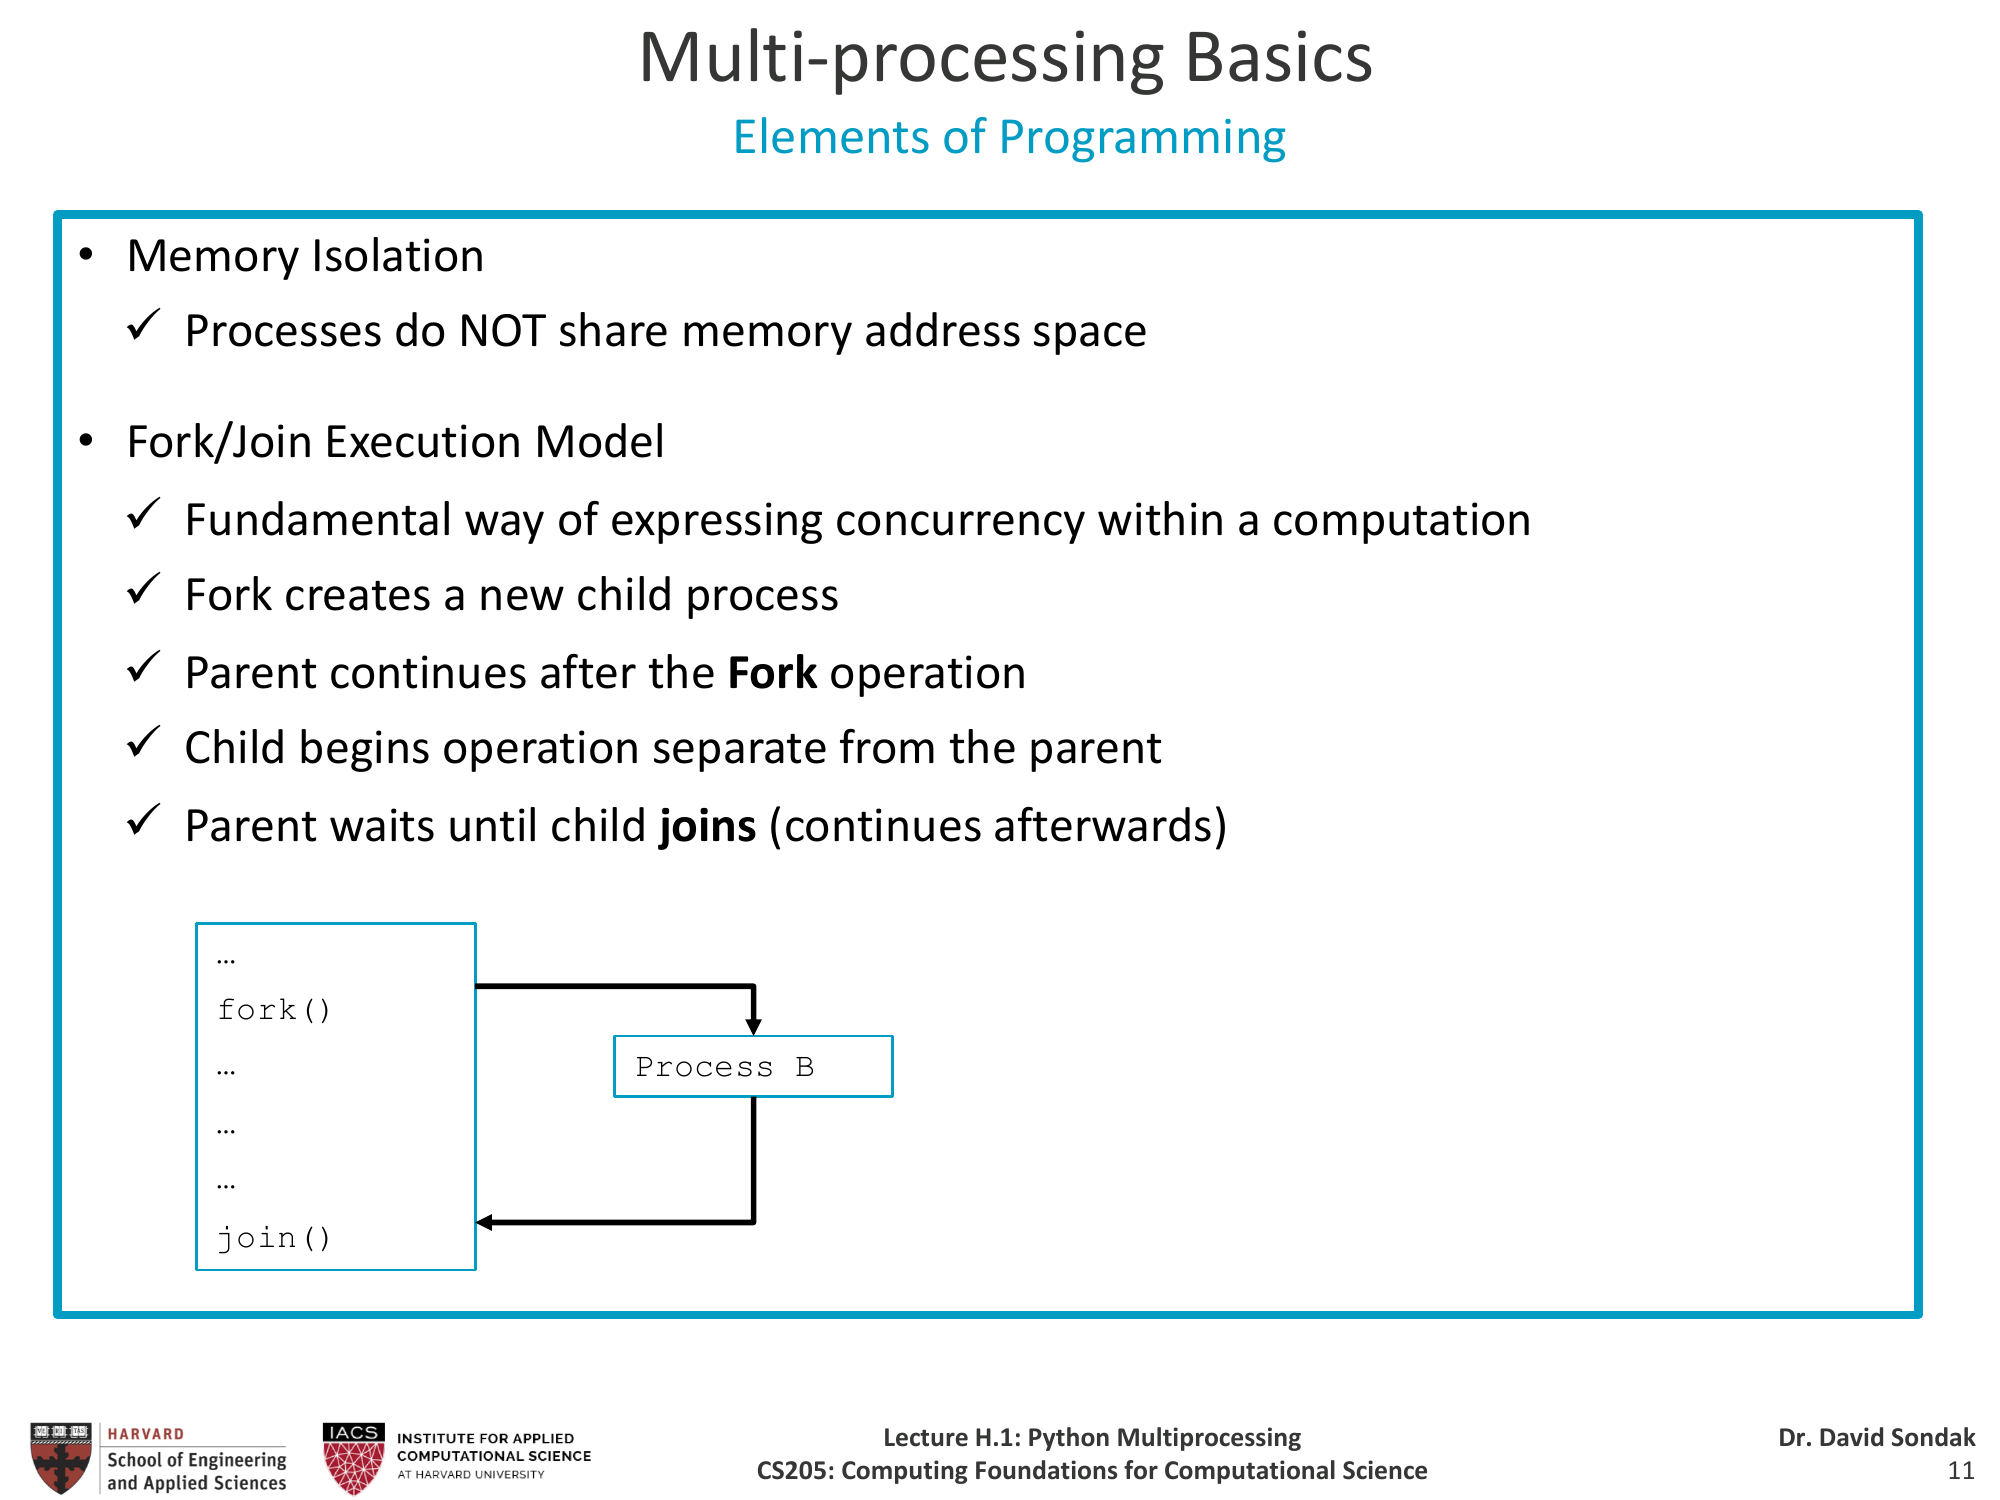 Multi-processing Basics
Elements of Programming
• Memory Isolation
✓ Processes do NOT share memory address space
• Fork/Join Execution Model
✓ Fundamental way of expressing concurrency within a computation
✓ Fork creates a new child process
✓ Parent continues after the Fork operation
✓ Child begins operation separate from the parent
✓ Parent waits until child joins (continues afterwards)
…
fork()
…
…
…
join()
Process B
HARVARD
School of Engineering
and Applied Sciences
IACS
INSTITUTE FOR APPLIED
COMPUTATIONAL SCIENCE
AT HARVARD UNIVERSITY
Lecture H.1: Python Multiprocessing
CS205: Computing Foundations for Computational Science
Dr. David Sondak
11